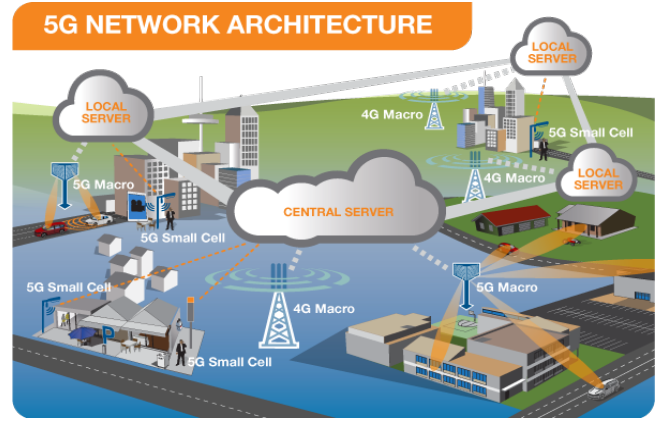 5G NETWORK ARCHITECTURE
LOCAL
SERVER
LOCAL
SERVER
4G Macro
5G Small Cell
4G Macro
LOCAL
SERVER
5G Macro
CENTRAL SERVER
5G Small Cell
5G Small Cell
4G Macro
5G Macro
P
5G Small Cell